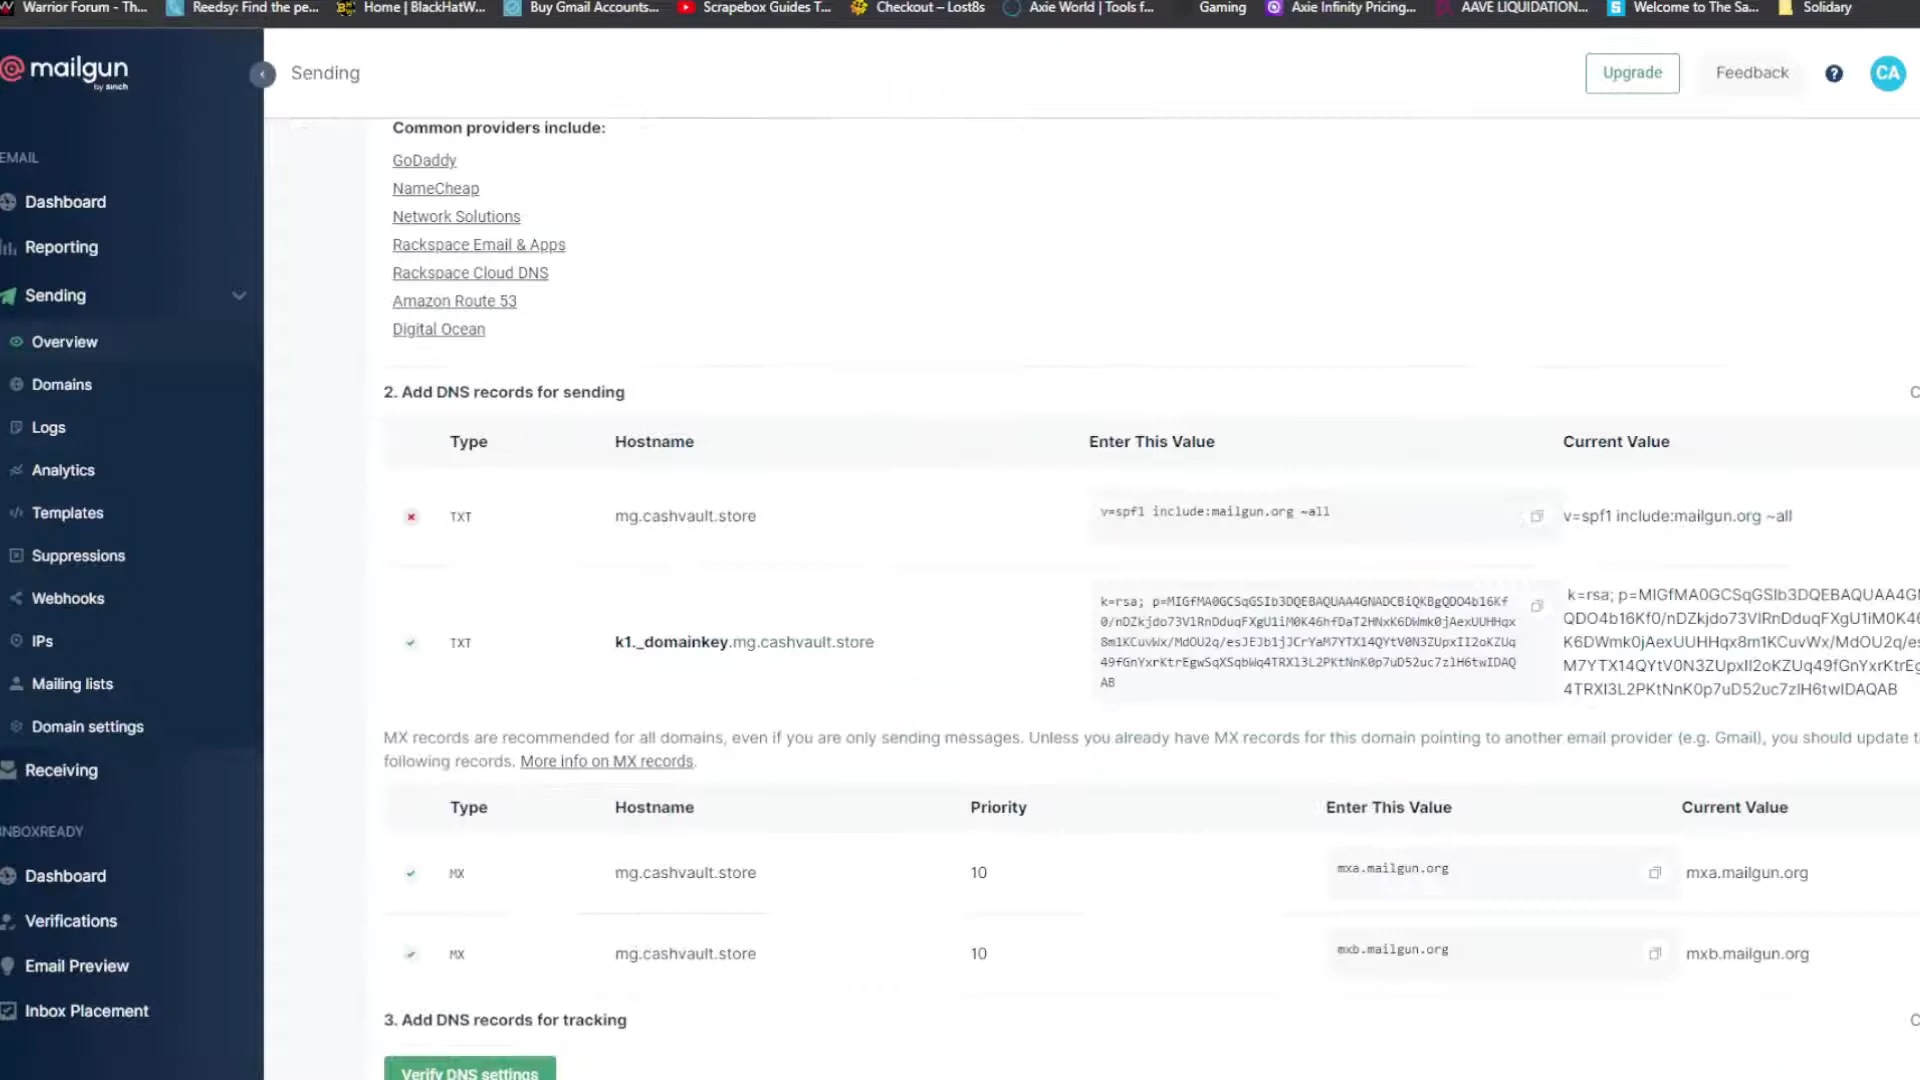 Warrior Forum - Th...
Reedsy: Find the pe...
Home | BlackHatW...
Buy Gmail Accounts...
Scrapebox Guides T...
Checkout – Lost8s
Axie World | Tools f...
Gaming
Axie Infinity Pricing...
AAVE LIQUIDATION...
Welcome to The Sa...
Solidary
mailgun
by sinch
Sending
Upgrade
Feedback
?
CA
EMAIL
Dashboard
Reporting
Sending
Overview
Domains
Logs
Analytics
Templates
Suppressions
Webhooks
IPs
Mailing lists
Domain settings
Receiving
INBOXREADY
Dashboard
Verifications
Email Preview
Inbox Placement
Common providers include:
GoDaddy
NameCheap
Network Solutions
Rackspace Email & Apps
Rackspace Cloud DNS
Amazon Route 53
Digital Ocean
2. Add DNS records for sending
Type Hostname Enter This Value Current Value
TXT mg.cashvault.store v=spf1 include:mailgun.org ~all v=spf1 include:mailgun.org ~all
TXT k1._domainkey.mg.cashvault.store
k=rsa;
AB
k=rsa;
MX records are recommended for all domains, even if you are only sending messages. Unless you already have MX records for this domain pointing to another email provider (e.g. Gmail), you should update
following records. More info on MX records.
Type Hostname Priority Enter This Value Current Value
MX mg.cashvault.store 10 mxa.mailgun.org mxa.mailgun.org
MX mg.cashvault.store 10 mxb.mailgun.org mxb.mailgun.org
3. Add DNS records for tracking
Verify DNS settings